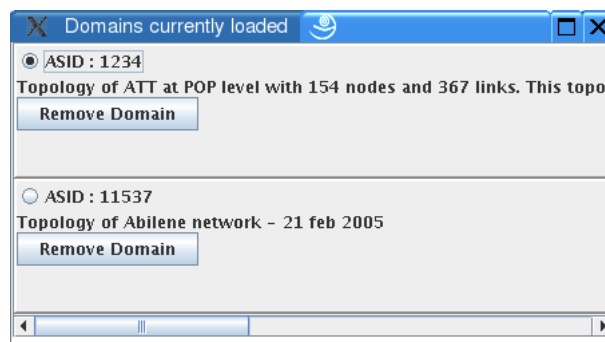 Domains currently loaded
ASID : 1234
Topology of ATT at POP level with 154 nodes and 367 links. This topo
Remove Domain
ASID : 11537
Topology of Abilene network - 21 feb 2005
Remove Domain